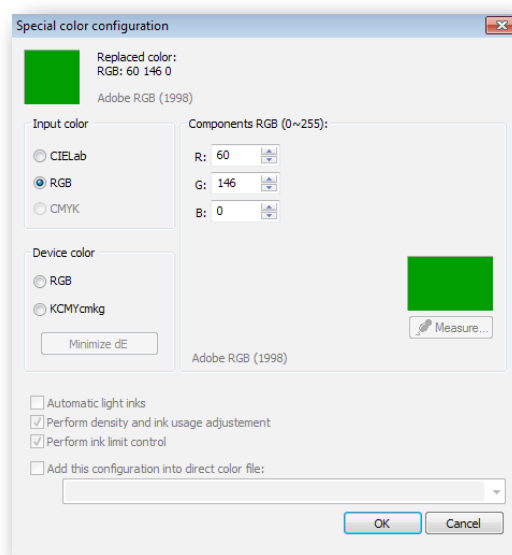 Special color configuration
Replaced color:
RGB: 60 146 0
Adobe RGB (1998)
Input color
CIELab
RGB
CMYK
Components RGB (0~255):
R: 60
G: 146
B: 0
Device color
RGB
KCMYcmkg
Minimize dE
Measure...
Adobe RGB (1998)
Automatic light inks
Perform density and ink usage adjustement
Perform ink limit control
Add this configuration into direct color file:
OK
Cancel